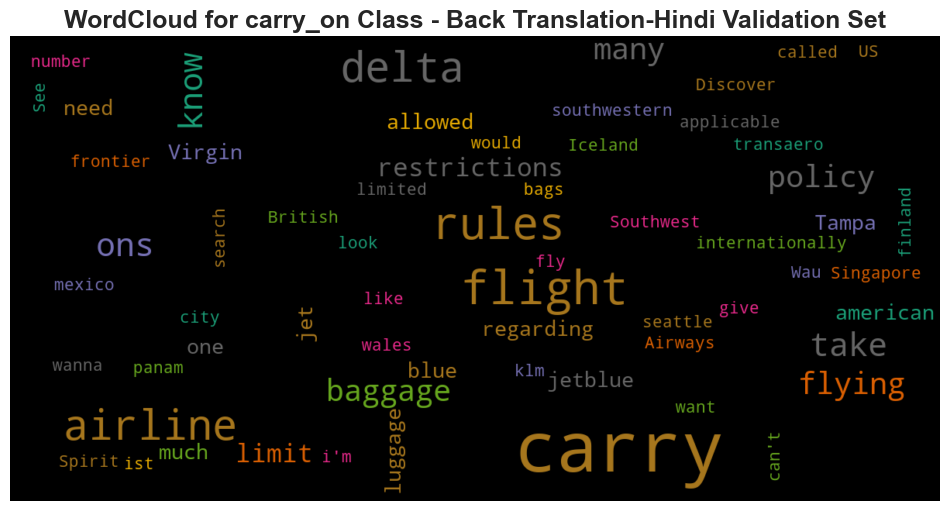 WordCloud for carry_on Class - Back Translation-Hindi Validation Set
number
See
need
know
delta
many
called
US
Discover
southwestern
applicable
allowed
would
Iceland
transaero
frontier
Virgin
restrictions
limited
bags
policy
finland
British
search
look
rules
Southwest
Tampa
internationally
ons
fly
Wau
Singapore
mexico
flight
like
give
american
city
jet
regarding
seattle
Airways
one
wales
take
wanna
panam
blue
klm
jetblue
flying
baggage
want
airline
luggage
carry
can't
Spirit
ist
much
limit
i'm